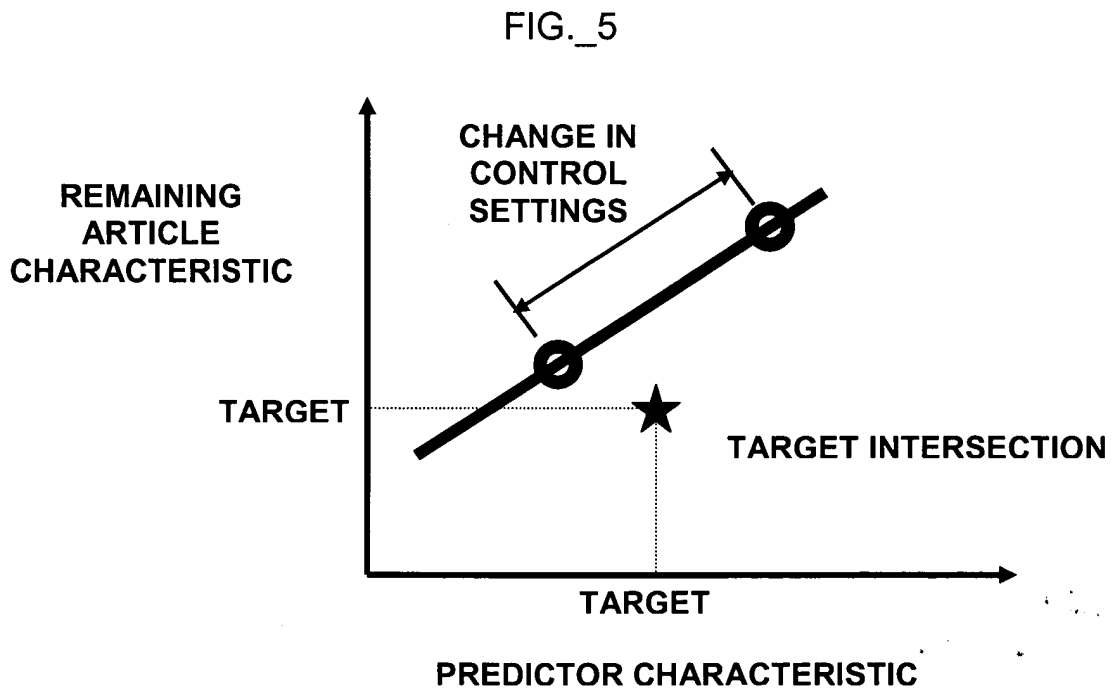 FIG._5
CHANGE IN
CONTROL
SETTINGS
REMAINING
ARTICLE
CHARACTERISTIC
TARGET
TARGET INTERSECTION
TARGET
PREDICTOR CHARACTERISTIC